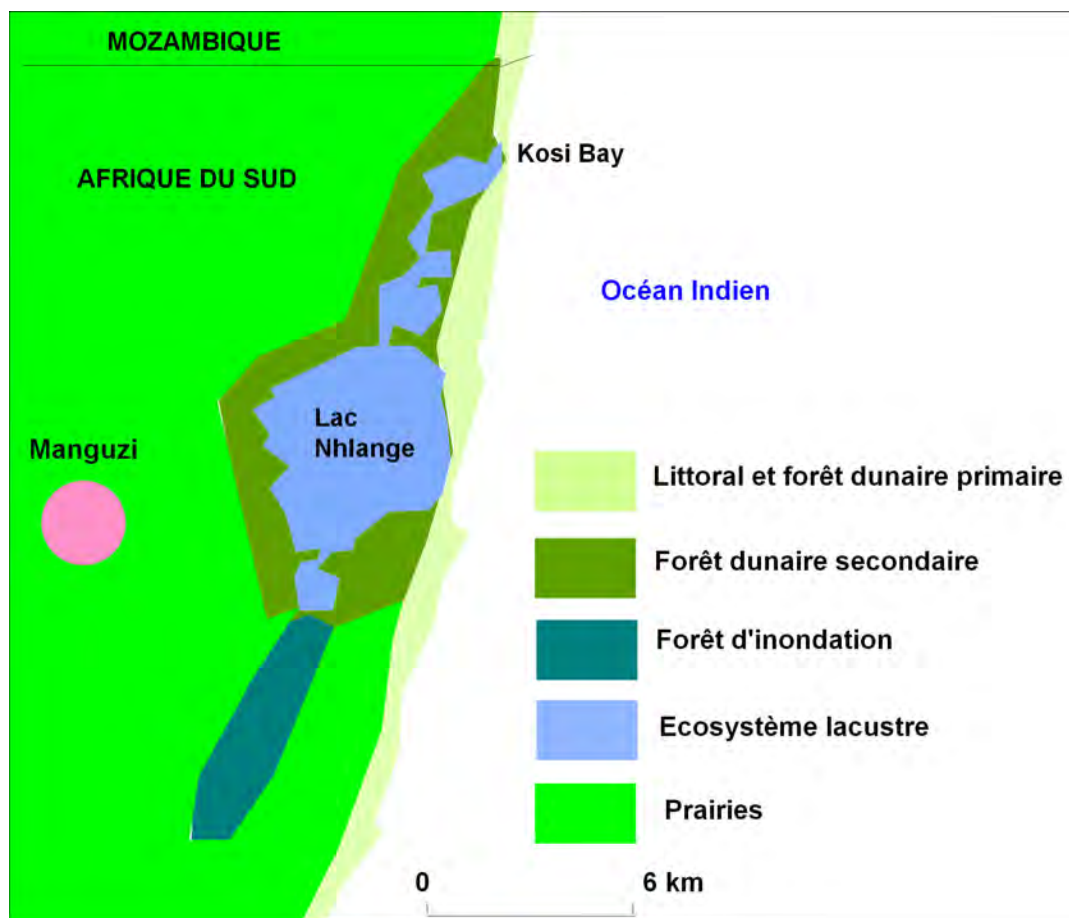 MOZAMBIQUE
Kosi Bay
AFRIQUE DU SUD
Océan Indien
Lac
Nhlange
Manguzi
Littoral et forêt dunaire primaire
Forêt dunaire secondaire
Forêt d'inondation
Ecosystème lacustre
Prairies
0 6 km